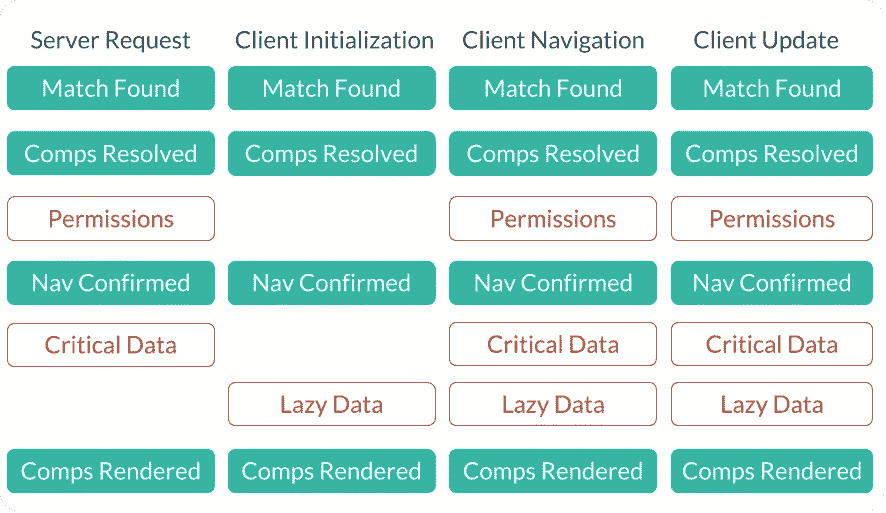 Server Request Client Initialization Client Navigation Client Update
Match Found Match Found Match Found Match Found
Comps Resolved Comps Resolved Comps Resolved Comps Resolved
Permissions Permissions Permissions
Nav Confirmed Nav Confirmed Nav Confirmed Nav Confirmed
Critical Data Critical Data Critical Data
Lazy Data Lazy Data Lazy Data
Comps Rendered Comps Rendered Comps Rendered Comps Rendered